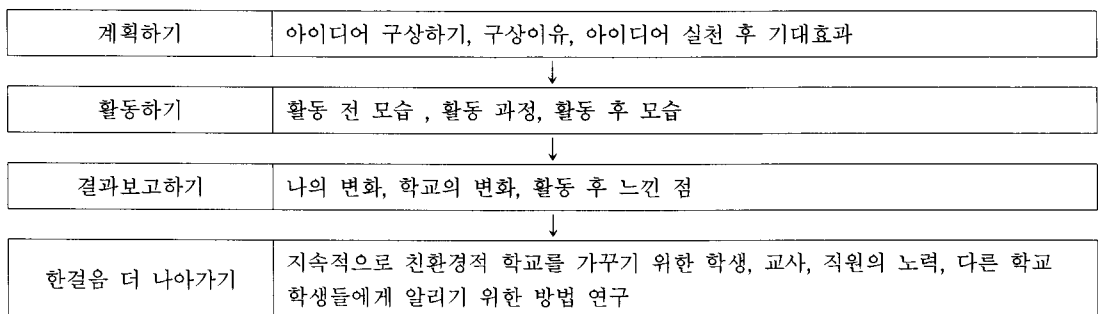 계획하기
아이디어 구상하기, 구상이유, 아이디어 실천 후 기대효과
활동하기
활동 전 모습 , 활동 과정, 활동 후 모습
결과보고하기
나의 변화, 학교의 변화, 활동 후 느낀 점
한걸음 더 나아가기
지속적으로 친환경적 학교를 가꾸기 위한 학생, 교사, 직원의 노력, 다른 학교
학생들에게 알리기 위한 방법 연구